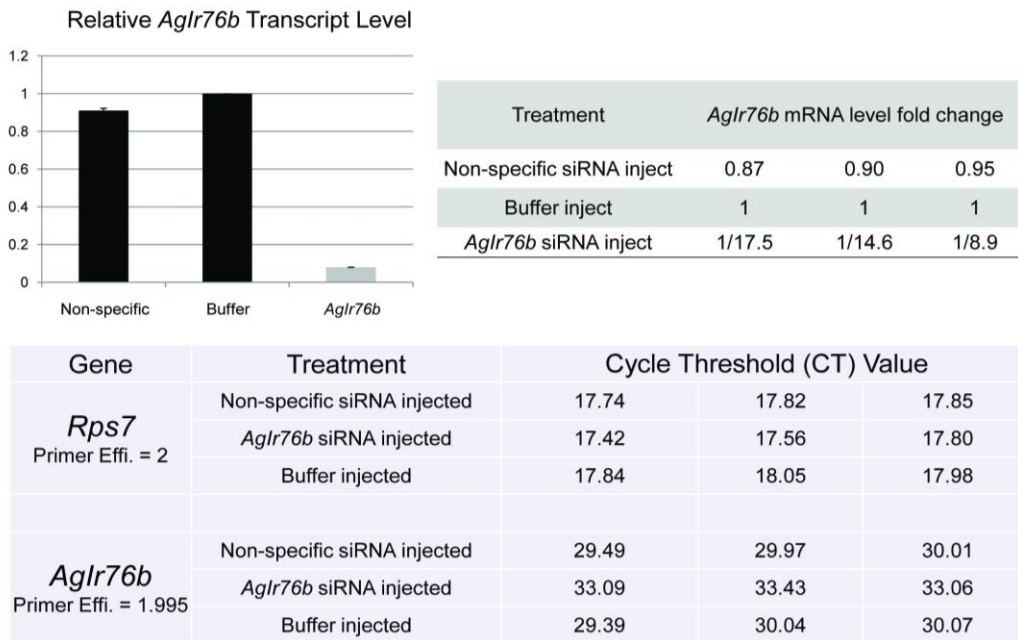 Relative AgIr76b Transcript Level
1.2
1
0.8
0.6
0.4
0.2
0
Non-specific Buffer AgIr76b
Treatment AgIr76b mRNA level fold change
Non-specific siRNA inject 0.87 0.90 0.95
Buffer inject 1 1 1
AgIr76b siRNA inject 1/17.5 1/14.6 1/8.9
Gene Treatment Cycle Threshold (CT) Value
Rps7
Primer Effi. = 2
Non-specific siRNA injected 17.74 17.82 17.85
AgIr76b siRNA injected 17.42 17.56 17.80
Buffer injected 17.84 18.05 17.98
AgIr76b
Primer Effi. = 1.995
Non-specific siRNA injected 29.49 29.97 30.01
AgIr76b siRNA injected 33.09 33.43 33.06
Buffer injected 29.39 30.04 30.07